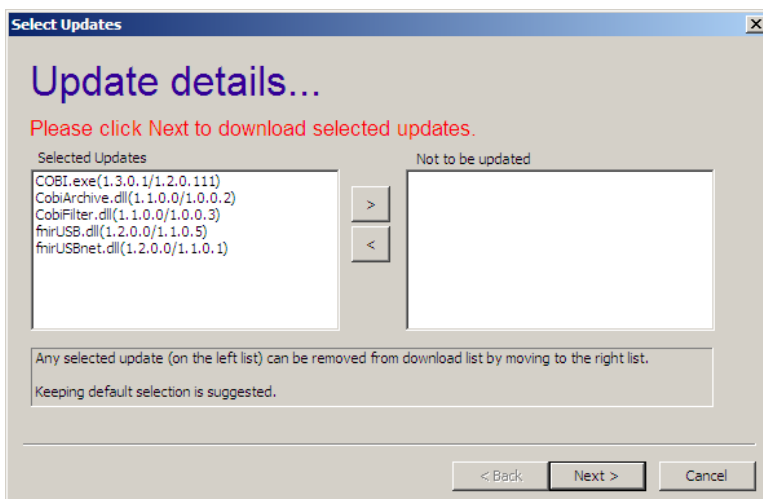 Select Updates
Update details...
Please click Next to download selected updates.
Selected Updates
Not to be updated
COBI.exe(1.3.0.1/1.2.0.111)
CobiArchive.dll(1.1.0.0/1.0.0.2)
CobiFilter.dll(1.1.0.0/1.0.0.3)
fnirUSB.dll(1.2.0.0/1.1.0.5)
fnirUSBnet.dll(1.2.0.0/1.1.0.1)
>
<
Any selected update (on the left list) can be removed from download list by moving to the right list.
Keeping default selection is suggested.
< Back
Next >
Cancel